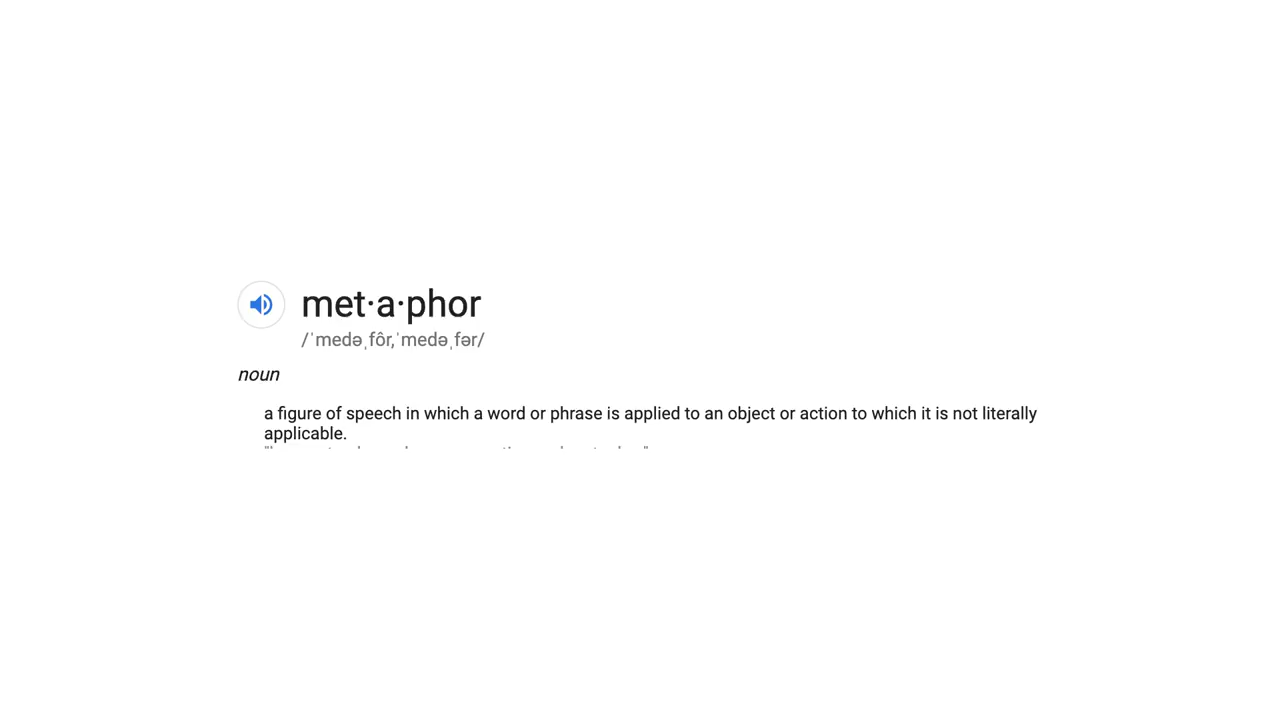 met·a·phor
/ˈmedəˌfôr,ˈmedəˌfər/
noun
a figure of speech in which a word or phrase is applied to an object or action to which it is not literally
applicable.